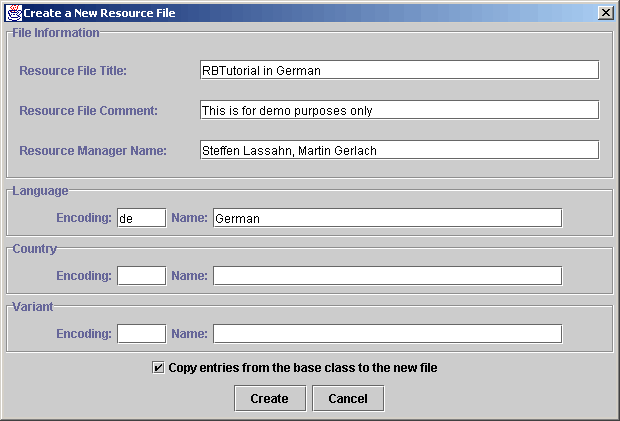 Create a New Resource File
File Information
Resource File Title: RBTutorial in German
Resource File Comment: This is for demo purposes only
Resource Manager Name: Steffen Lassahn, Martin Gerlach
Language
Encoding: de Name: German
Country
Encoding: Name:
Variant
Encoding: Name:
Copy entries from the base class to the new file
Create Cancel